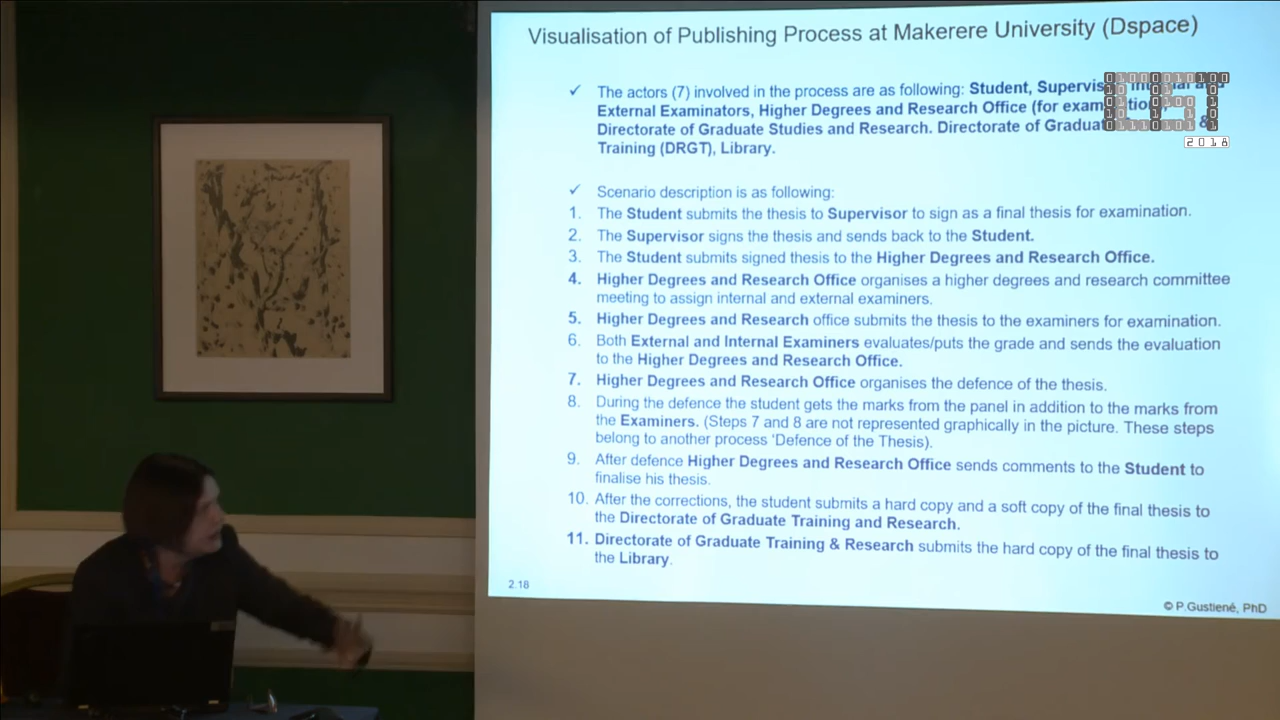 Visualisation of Publishing Process at Makerere University (Dspace)
✓ The actors (7) involved in the process are as following: Student,
External Examinators, Higher Degrees and Research Office (for
Directorate of Graduate Studies and Research. Directorate of &
Training (DRGT), Library.
✓ Scenario description is as following:
1. The Student submits the thesis to Supervisor to sign as a final thesis for examination.
2. The Supervisor signs the thesis and sends back to the Student.
3. The Student submits signed thesis to the Higher Degrees and Research Office.
4. Higher Degrees and Research Office organises a higher degrees and research committee
meeting to assign internal and external examiners.
5. Higher Degrees and Research office submits the thesis to the examiners for examination.
6. Both External and Internal Examiners evaluates/puts the grade and sends the evaluation
to the Higher Degrees and Research Office.
7. Higher Degrees and Research Office organises the defence of the thesis.
8. During the defence the student gets the marks from the panel in addition to the marks from
the Examiners. (Steps 7 and 8 are not represented graphically in the picture. These steps
belong to another process 'Defence of the Thesis).
9. After defence Higher Degrees and Research Office sends comments to the Student to
finalise his thesis.
10. After the corrections, the student submits a hard copy and a soft copy of the final thesis to
the Directorate of Graduate Training and Research.
11. Directorate of Graduate Training & Research submits the hard copy of the final thesis to
the Library.
2.18
© P.Gustienė, PhD
2018